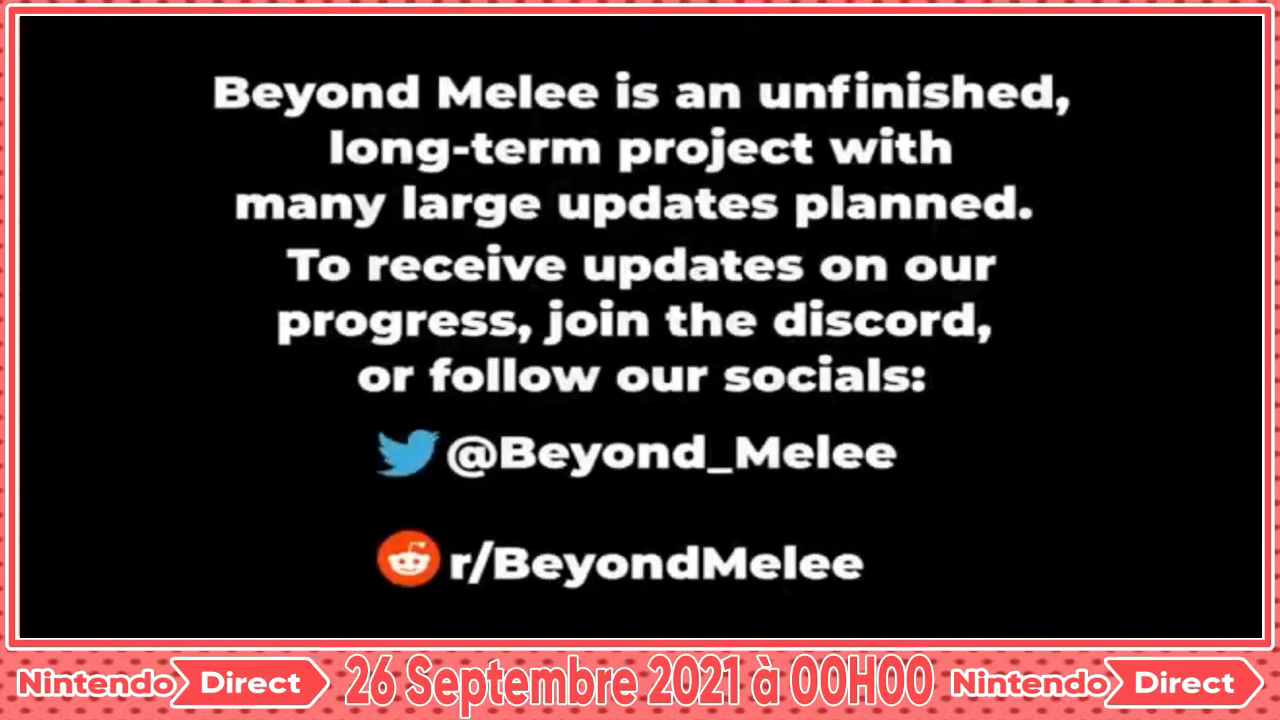 Beyond Melee is an unfinished,
long-term project with
many large updates planned.
To receive updates on our
progress, join the discord,
or follow our socials:
@Beyond_Melee
r/BeyondMelee
Nintendo Direct 26 Septembre 2021 à 00H00 Nintendo Direct